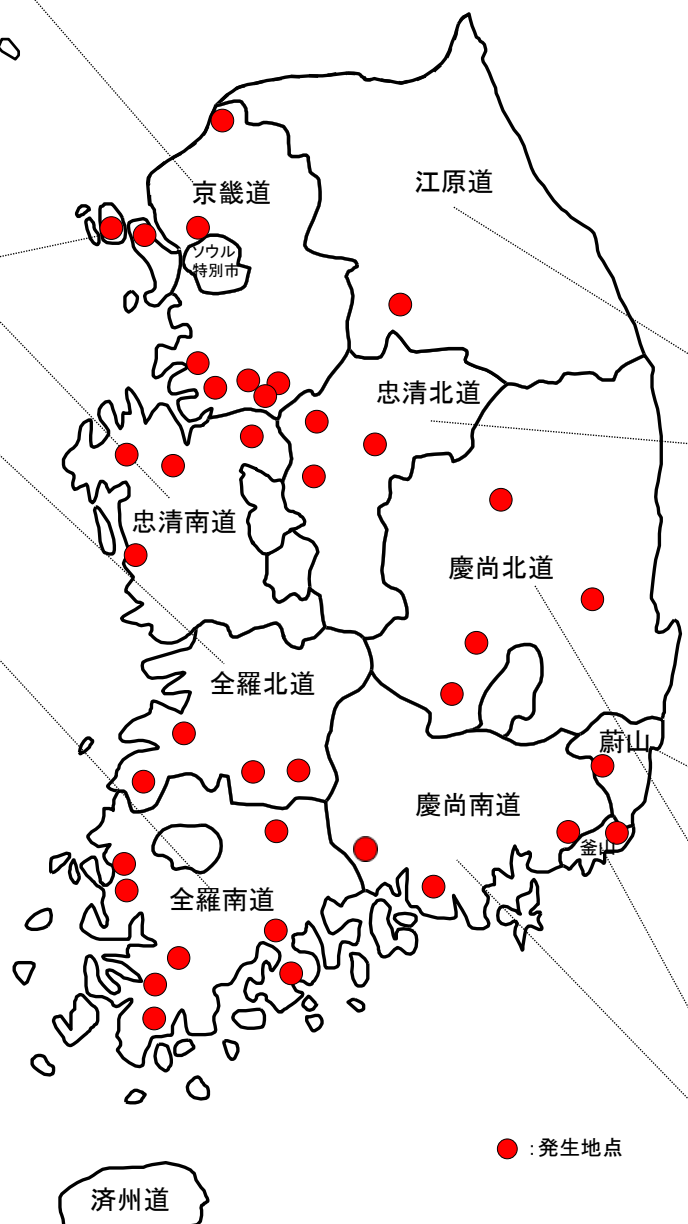 京畿道
江原道
ソウル
特別市
忠清北道
忠清南道
慶尚北道
全羅北道
蔚山
慶尚南道
釜山
全羅南道
:発生地点
済州道